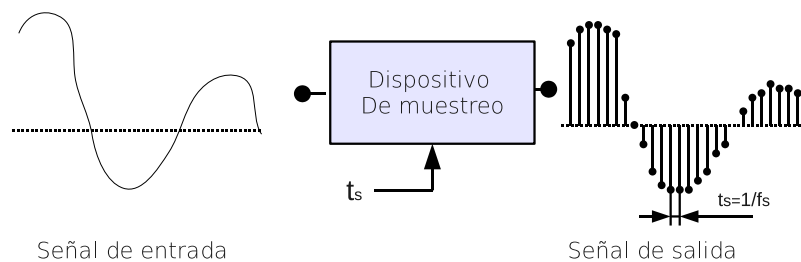 Dispositivo
De muestreo
ts
ts=1/fs
Señal de entrada
Señal de salida